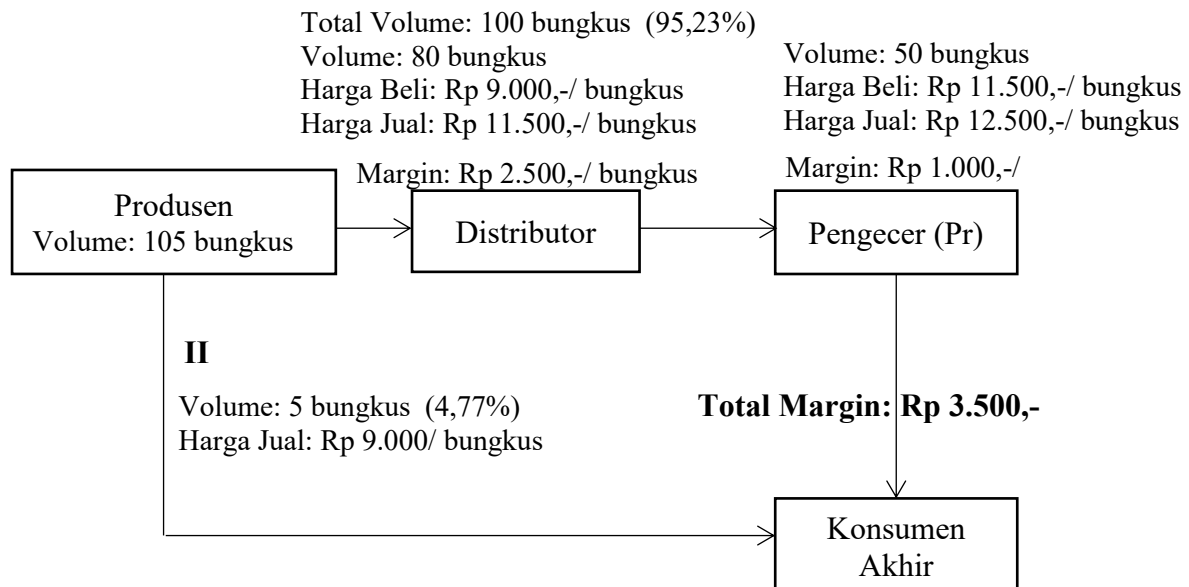 Total Volume: 100 bungkus (95,23%)
Volume: 80 bungkus
Harga Beli: Rp 9.000,-/ bungkus
Harga Jual: Rp 11.500,-/ bungkus
Margin: Rp 2.500,-/ bungkus
Volume: 50 bungkus
Harga Beli: Rp 11.500,-/ bungkus
Harga Jual: Rp 12.500,-/ bungkus
Margin: Rp 1.000,-/
Produsen
Volume: 105 bungkus
Distributor
Pengecer (Pr)
II
Volume: 5 bungkus (4,77%)
Harga Jual: Rp 9.000/ bungkus
Total Margin: Rp 3.500,-
Konsumen
Akhir